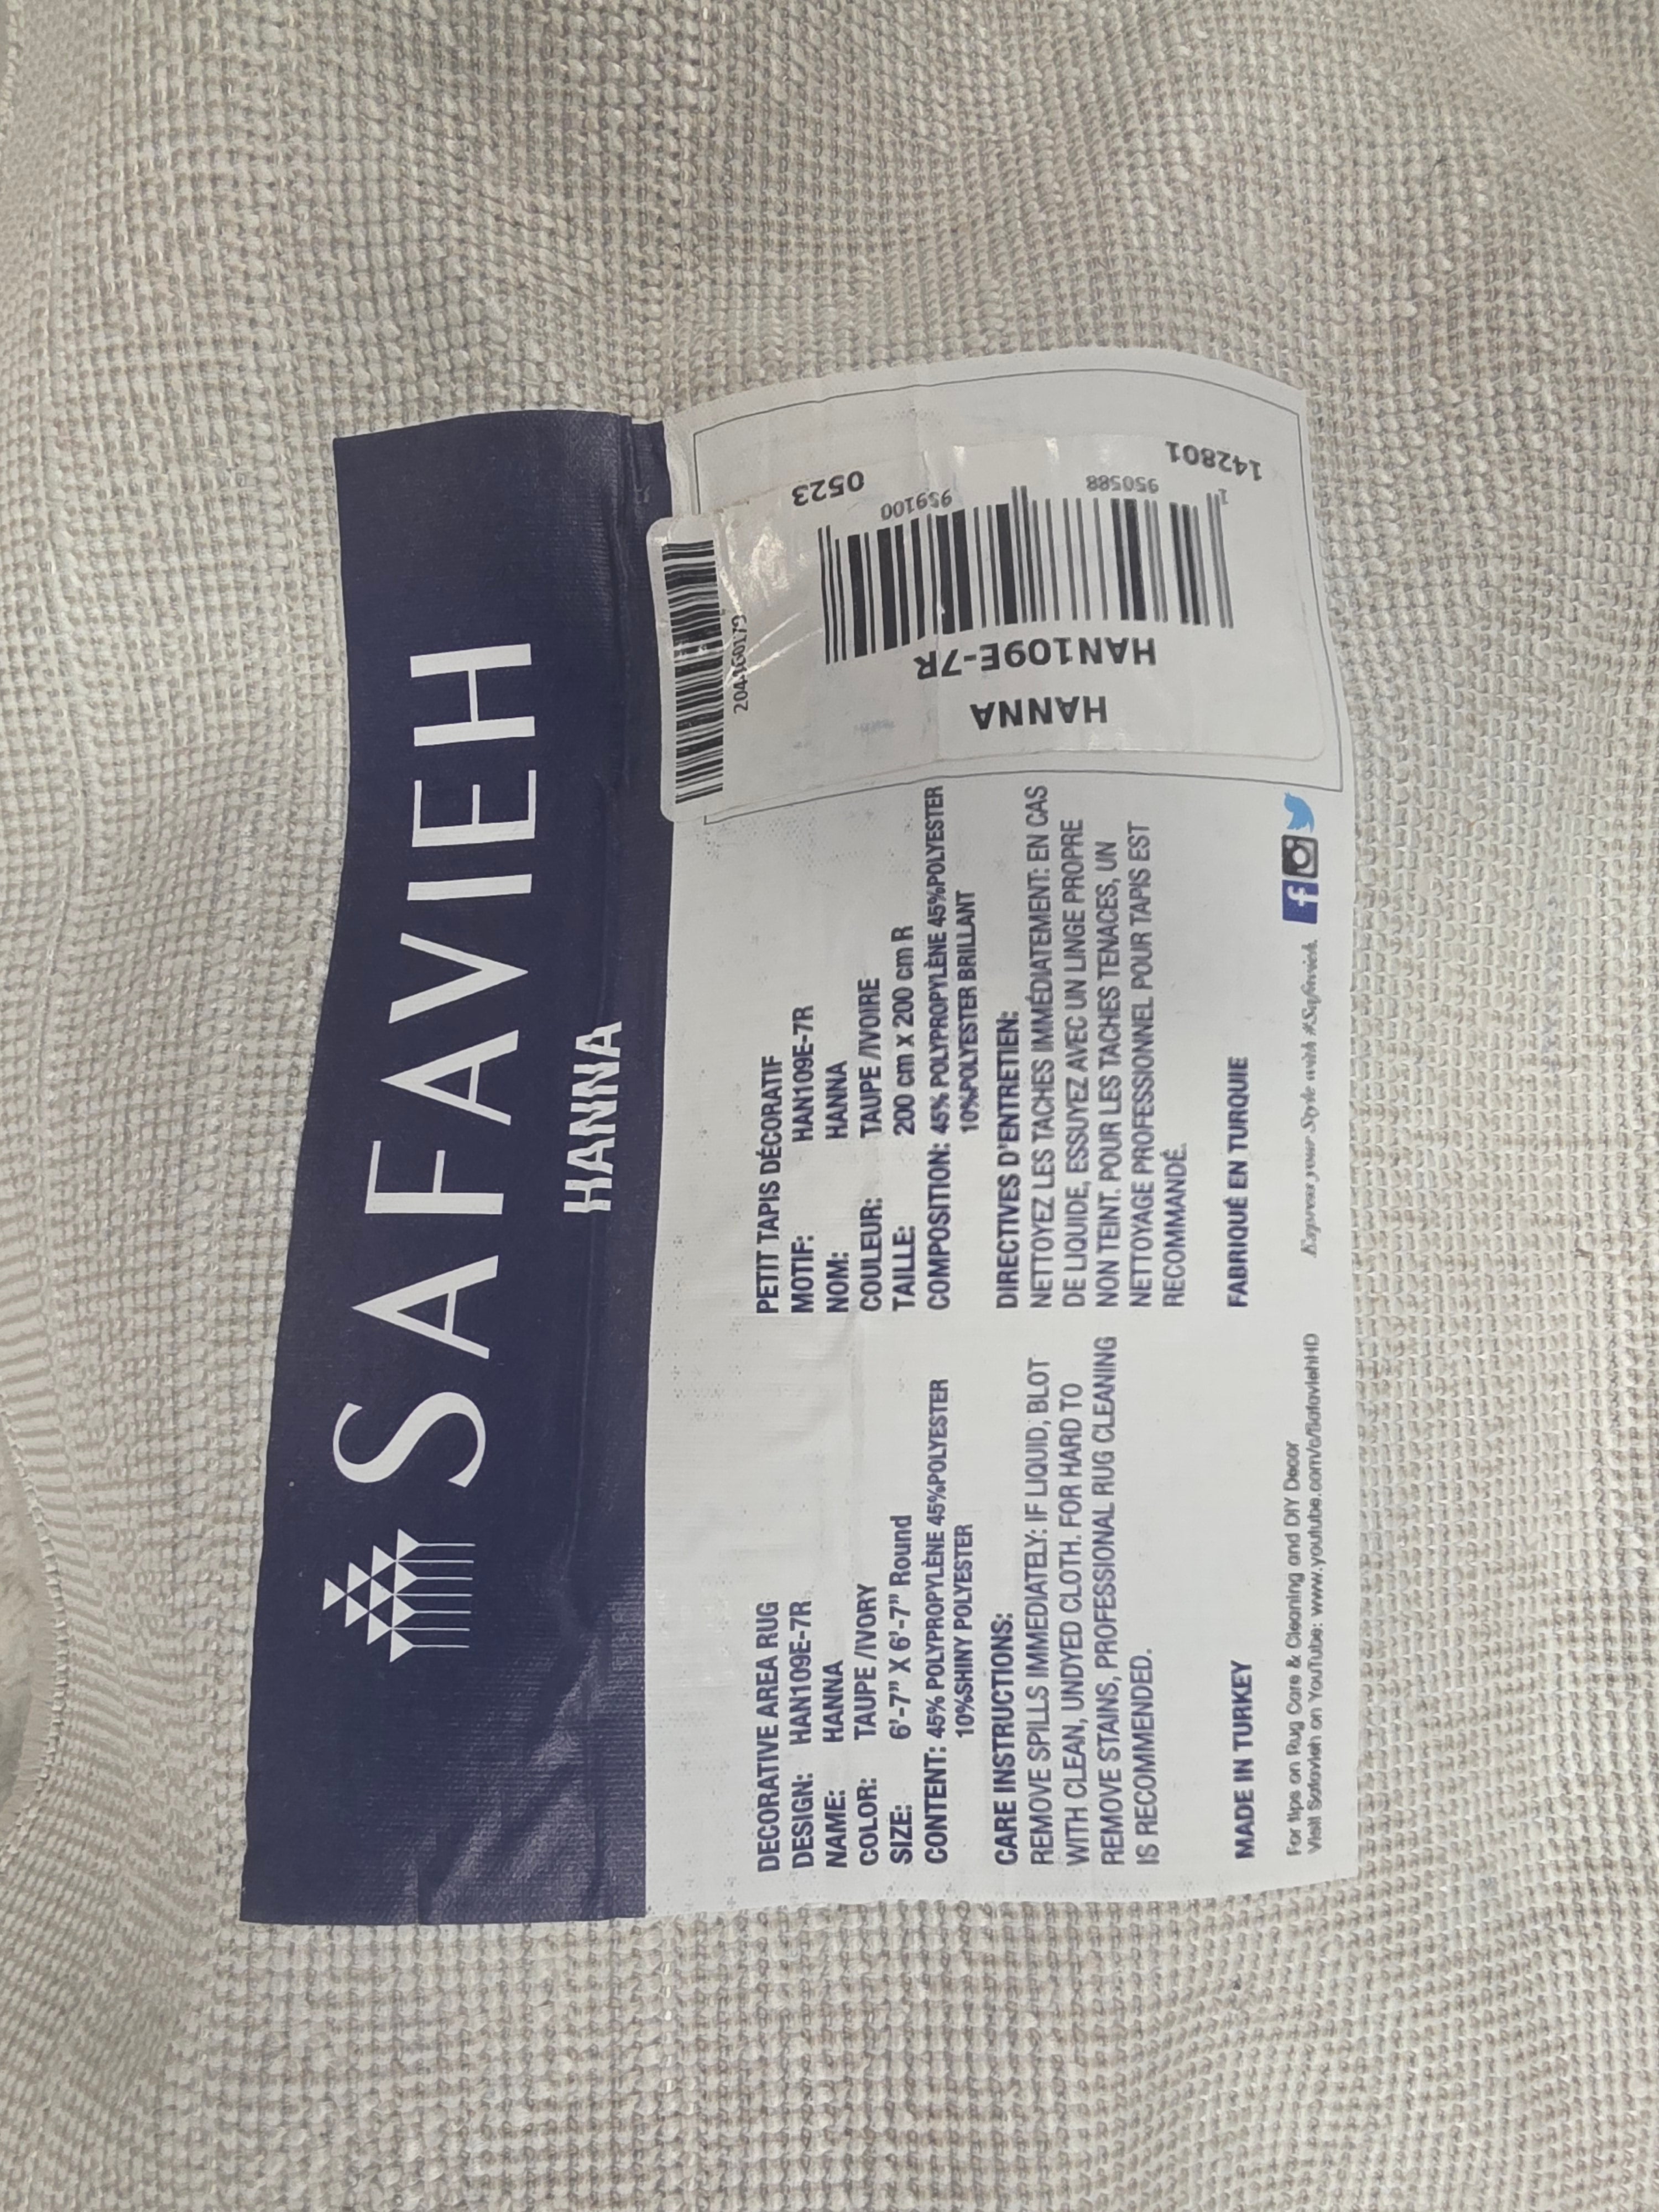 SAFAVIEH
HANNA
DECORATIVE AREA RUG
DESIGN: HAN109E-7R
NAME: HANNA
COLOR: TAUPE /IVORY
SIZE: 6'-7" X 6'-7" Round
CONTENT: 45% POLYPROPYLÈNE 45%POLYESTER
10%SHINY POLYESTER
CARE INSTRUCTIONS:
REMOVE SPILLS IMMEDIATELY: IF LIQUID, BLOT
WITH CLEAN, UNDYED CLOTH. FOR HARD TO
REMOVE STAINS, PROFESSIONAL RUG CLEANING
IS RECOMMENDED.
MADE IN TURKEY
For tips on Rug Care & Cleaning and DIY Decor
Visit Safavieh on YouTube: www.youtube.com/c/SafaviehHD
PETIT TAPIS DÉCORATIF
MOTIF: HAN109E-7R
NOM: HANNA
COULEUR: TAUPE /IVOIRE
TAILLE: 200 cm X 200 cm R
COMPOSITION: 45% POLYPROPYLÈNE 45%POLYESTER
10%POLYESTER BRILLANT
DIRECTIVES D'ENTRETIEN:
NETTOYEZ LES TACHES IMMÉDIATEMENT: EN CAS
DE LIQUIDE, ESSUYEZ AVEC UN LINGE PROPRE
NON TEINT. POUR LES TACHES TENACES, UN
NETTOYAGE PROFESSIONNEL POUR TAPIS EST
RECOMMANDÉ.
FABRIQUÉ EN TURQUIE
Express your Style with #Safavieh
HANNA
HAN109E-7R
1 950588 959100
142801 0523